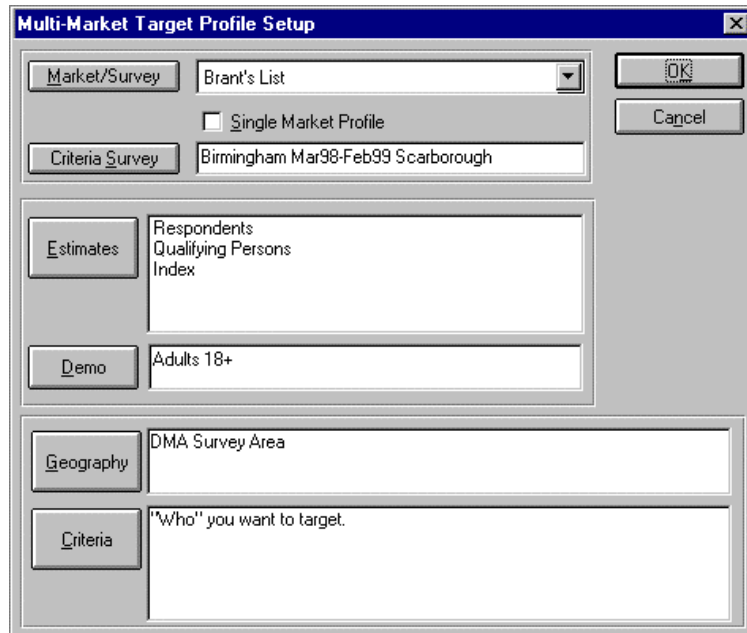 Multi-Market Target Profile Setup
Market/Survey
Brant's List
OK
Single Market Profile
Cancel
Criteria Survey
Birmingham Mar98-Feb99 Scarborough
Estimates
Respondents
Qualifying Persons
Index
Demo
Adults 18+
Geography
DMA Survey Area
Criteria
"Who" you want to target.